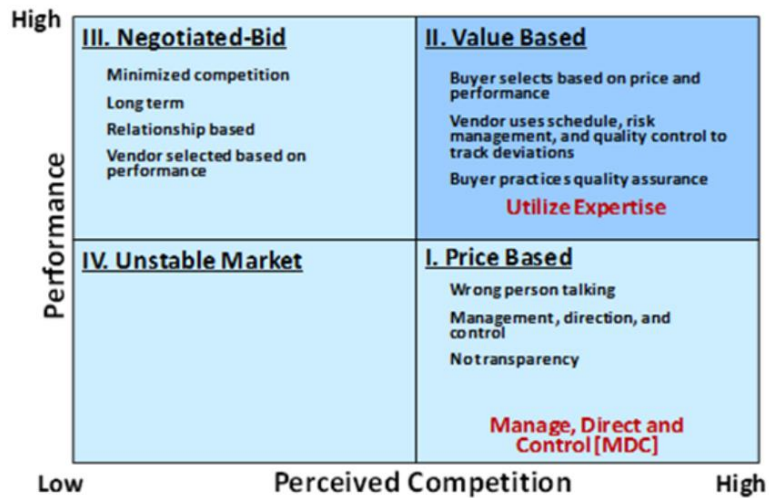 High
III. Negotiated-Bid
Minimized competition
Long term
Relationship based
Vendor selected based on
performance
II. Value Based
Buyer selects based on price and
performance
Vendor uses schedule, risk
management, and quality control to
track deviations
Buyer practices quality assurance
Utilize Expertise
Performance
IV. Unstable Market
I. Price Based
Wrong person talking
Management, direction, and
control
Not transparency
Manage, Direct and
Control [MDC]
Low
Perceived Competition
High